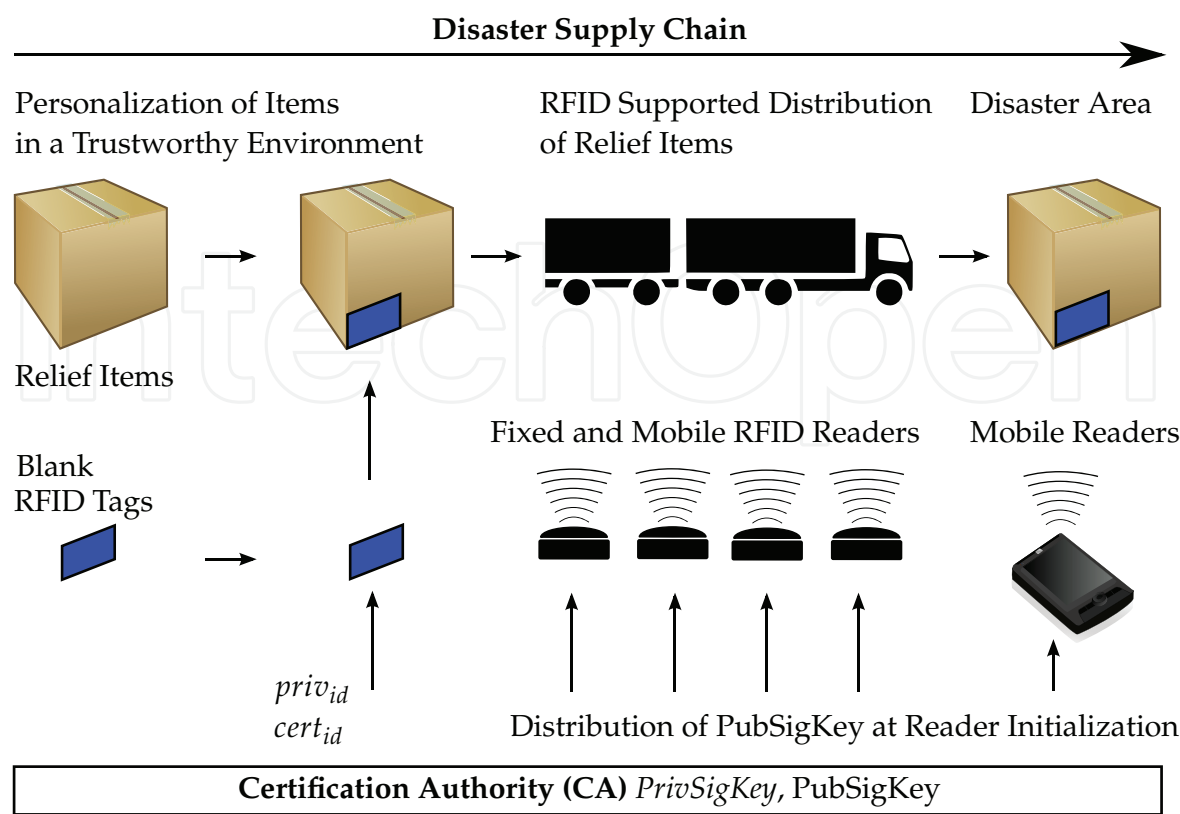 Disaster Supply Chain
Personalization of Items
in a Trustworthy Environment
RFID Supported Distribution
of Relief Items
Disaster Area
IntechOpen
Relief Items
Fixed and Mobile RFID Readers
Mobile Readers
Blank
RFID Tags
priv_id
cert_id
Distribution of PubSigKey at Reader Initialization
Certification Authority (CA) PrivSigKey, PubSigKey